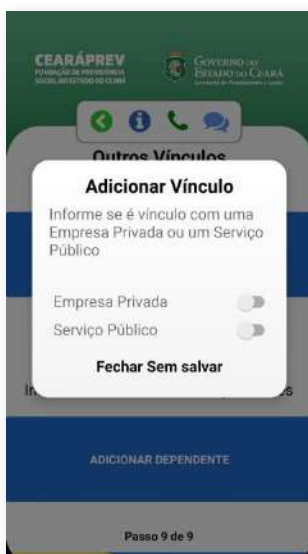 CEARÁPREV
FUNDAÇÃO DE PREVIDÊNCIA
SOCIAL DO ESTADO DO CEARÁ
GOVERNO DO
ESTADO DO CEARÁ
Outros Vínculos
Adicionar Vínculo
Informe se é vínculo com uma
Empresa Privada ou um Serviço
Público
Empresa Privada
Serviço Público
Fechar Sem salvar
ADICIONAR DEPENDENTE
Passo 9 de 9